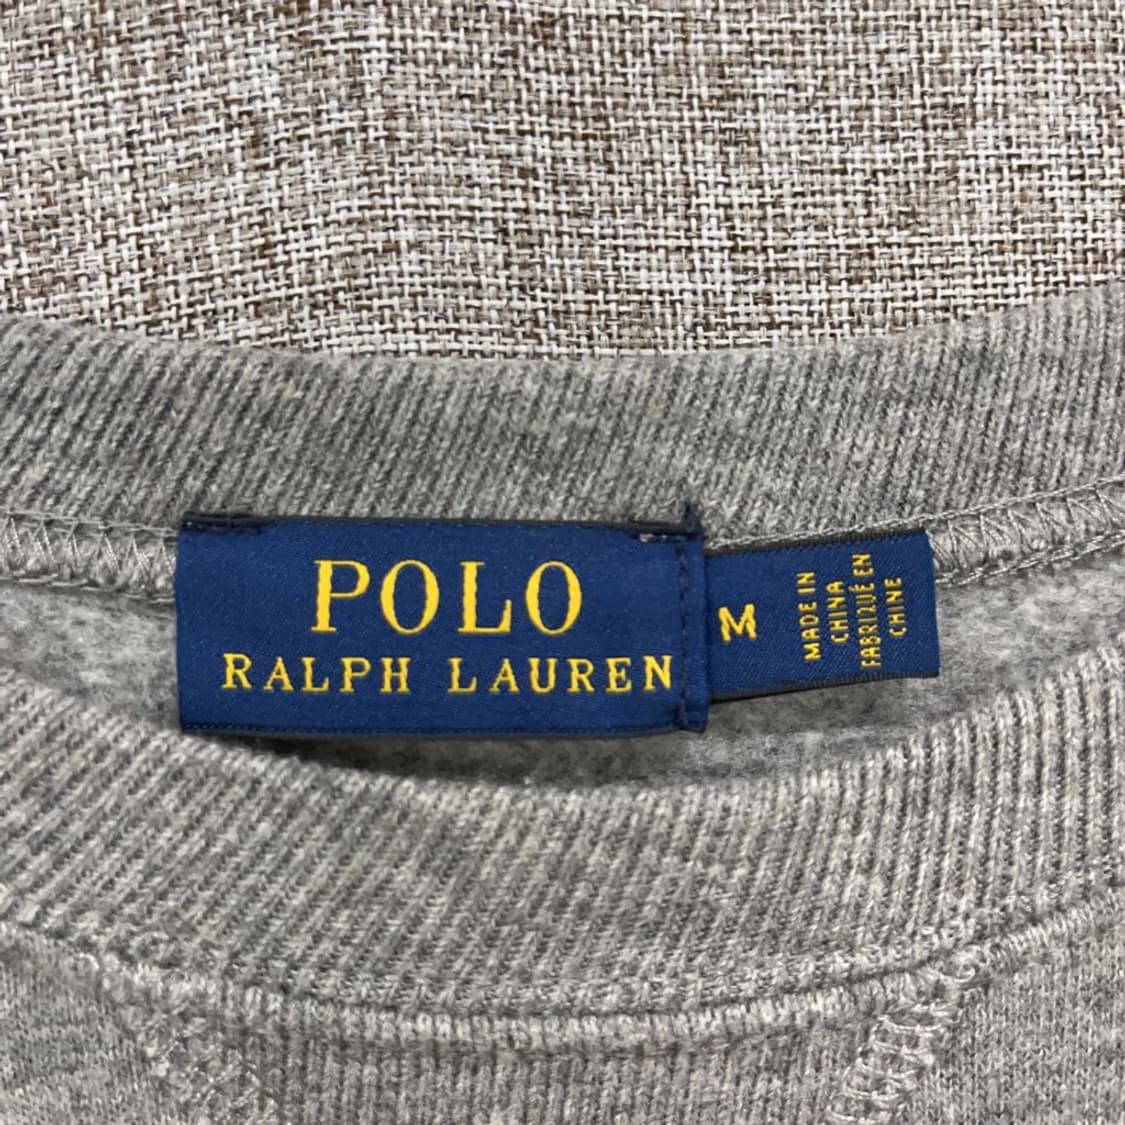 POLO
RALPH LAUREN
M
MADE IN
CHINA
FABRIQUÉ EN
CHINE